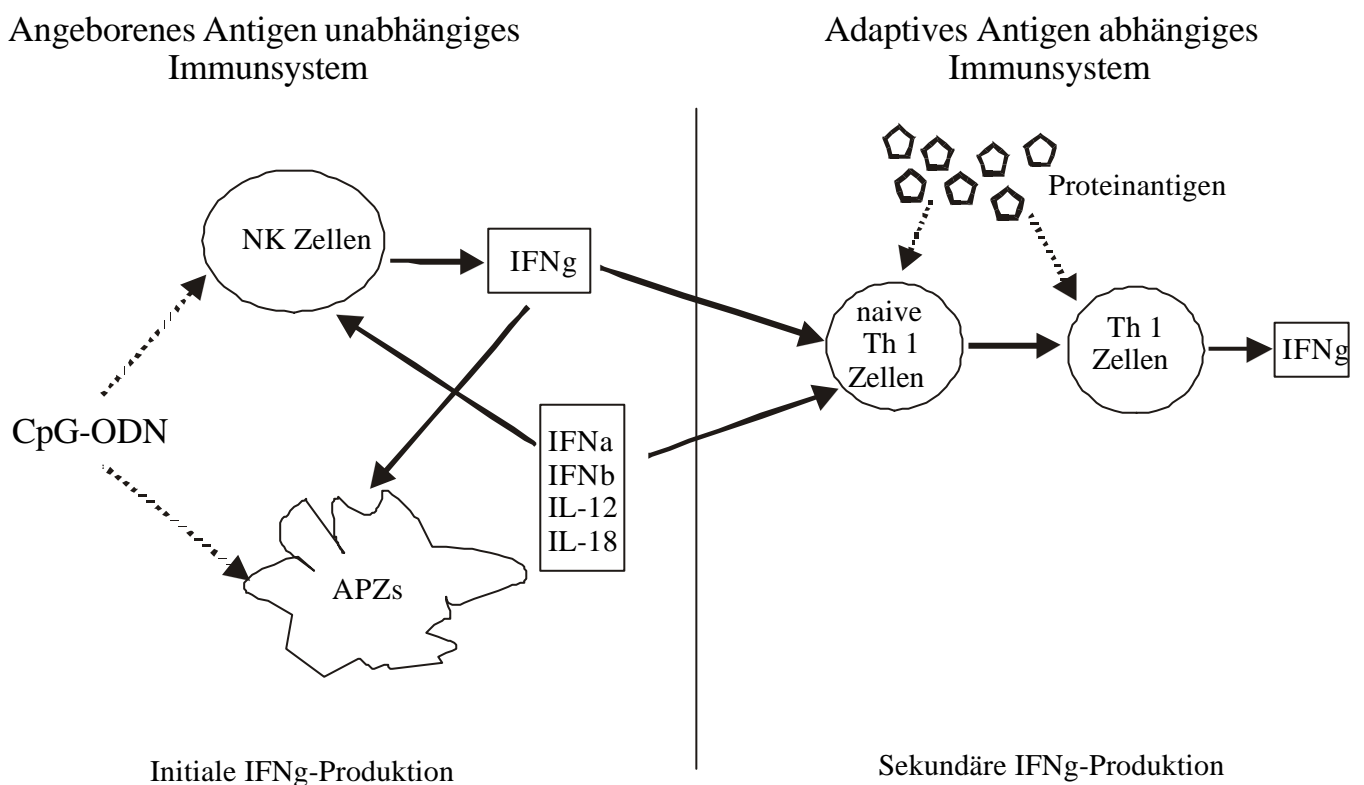 Angeborenes Antigen unabhängiges
Immunsystem
Adaptives Antigen abhängiges
Immunsystem
Proteinantigen
NK Zellen
IFNg
naive
Th 1
Zellen
Th 1
Zellen
IFNg
CpG-ODN
IFNa
IFNb
IL-12
IL-18
APZs
Initiale IFNg-Produktion
Sekundäre IFNg-Produktion